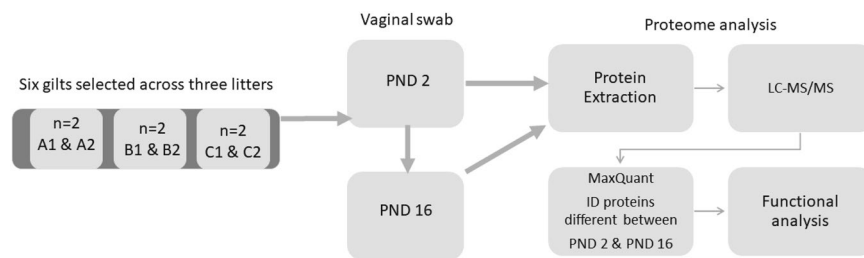 Vaginal swab
Proteome analysis
Six gilts selected across three litters
n=2
A1 & A2
n=2
B1 & B2
n=2
C1 & C2
PND 2
PND 16
Protein
Extraction
LC-MS/MS
MaxQuant
ID proteins
different between
PND 2 & PND 16
Functional
analysis